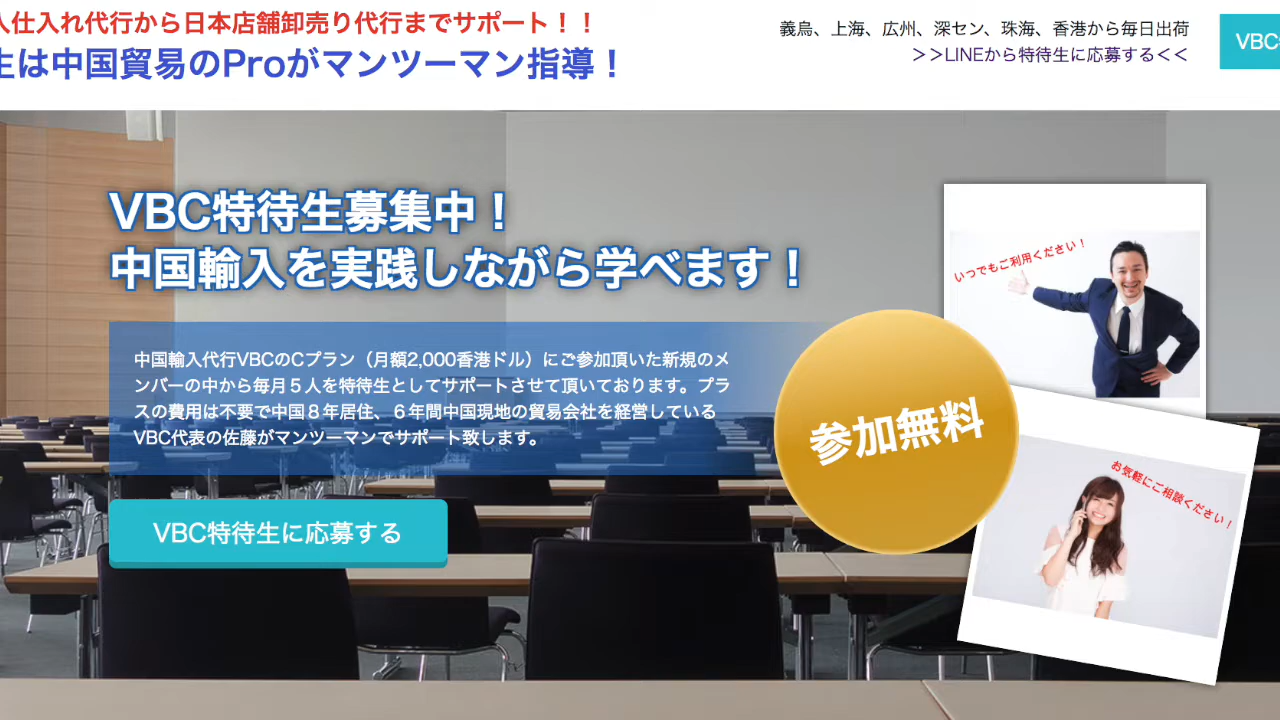 人仕入れ代行から日本店舗卸売り代行までサポート！！
生は中国貿易のProがマンツーマン指導！
義烏、上海、広州、深セン、珠海、香港から毎日出荷
>>LINEから特待生に応募する<<
VBC
VBC特待生募集中！
中国輸入を実践しながら学べます！
中国輸入代行VBCのCプラン（月額2,000香港ドル）にご参加頂いた新規のメ
ンバーの中から毎月５人を特待生としてサポートさせて頂いております。プラ
スの費用は不要で中国８年居住、６年間中国現地の貿易会社を経営している
VBC代表の佐藤がマンツーマンでサポート致します。
VBC特待生に応募する
参加無料
いつでもご利用ください！
お気軽にご相談ください！